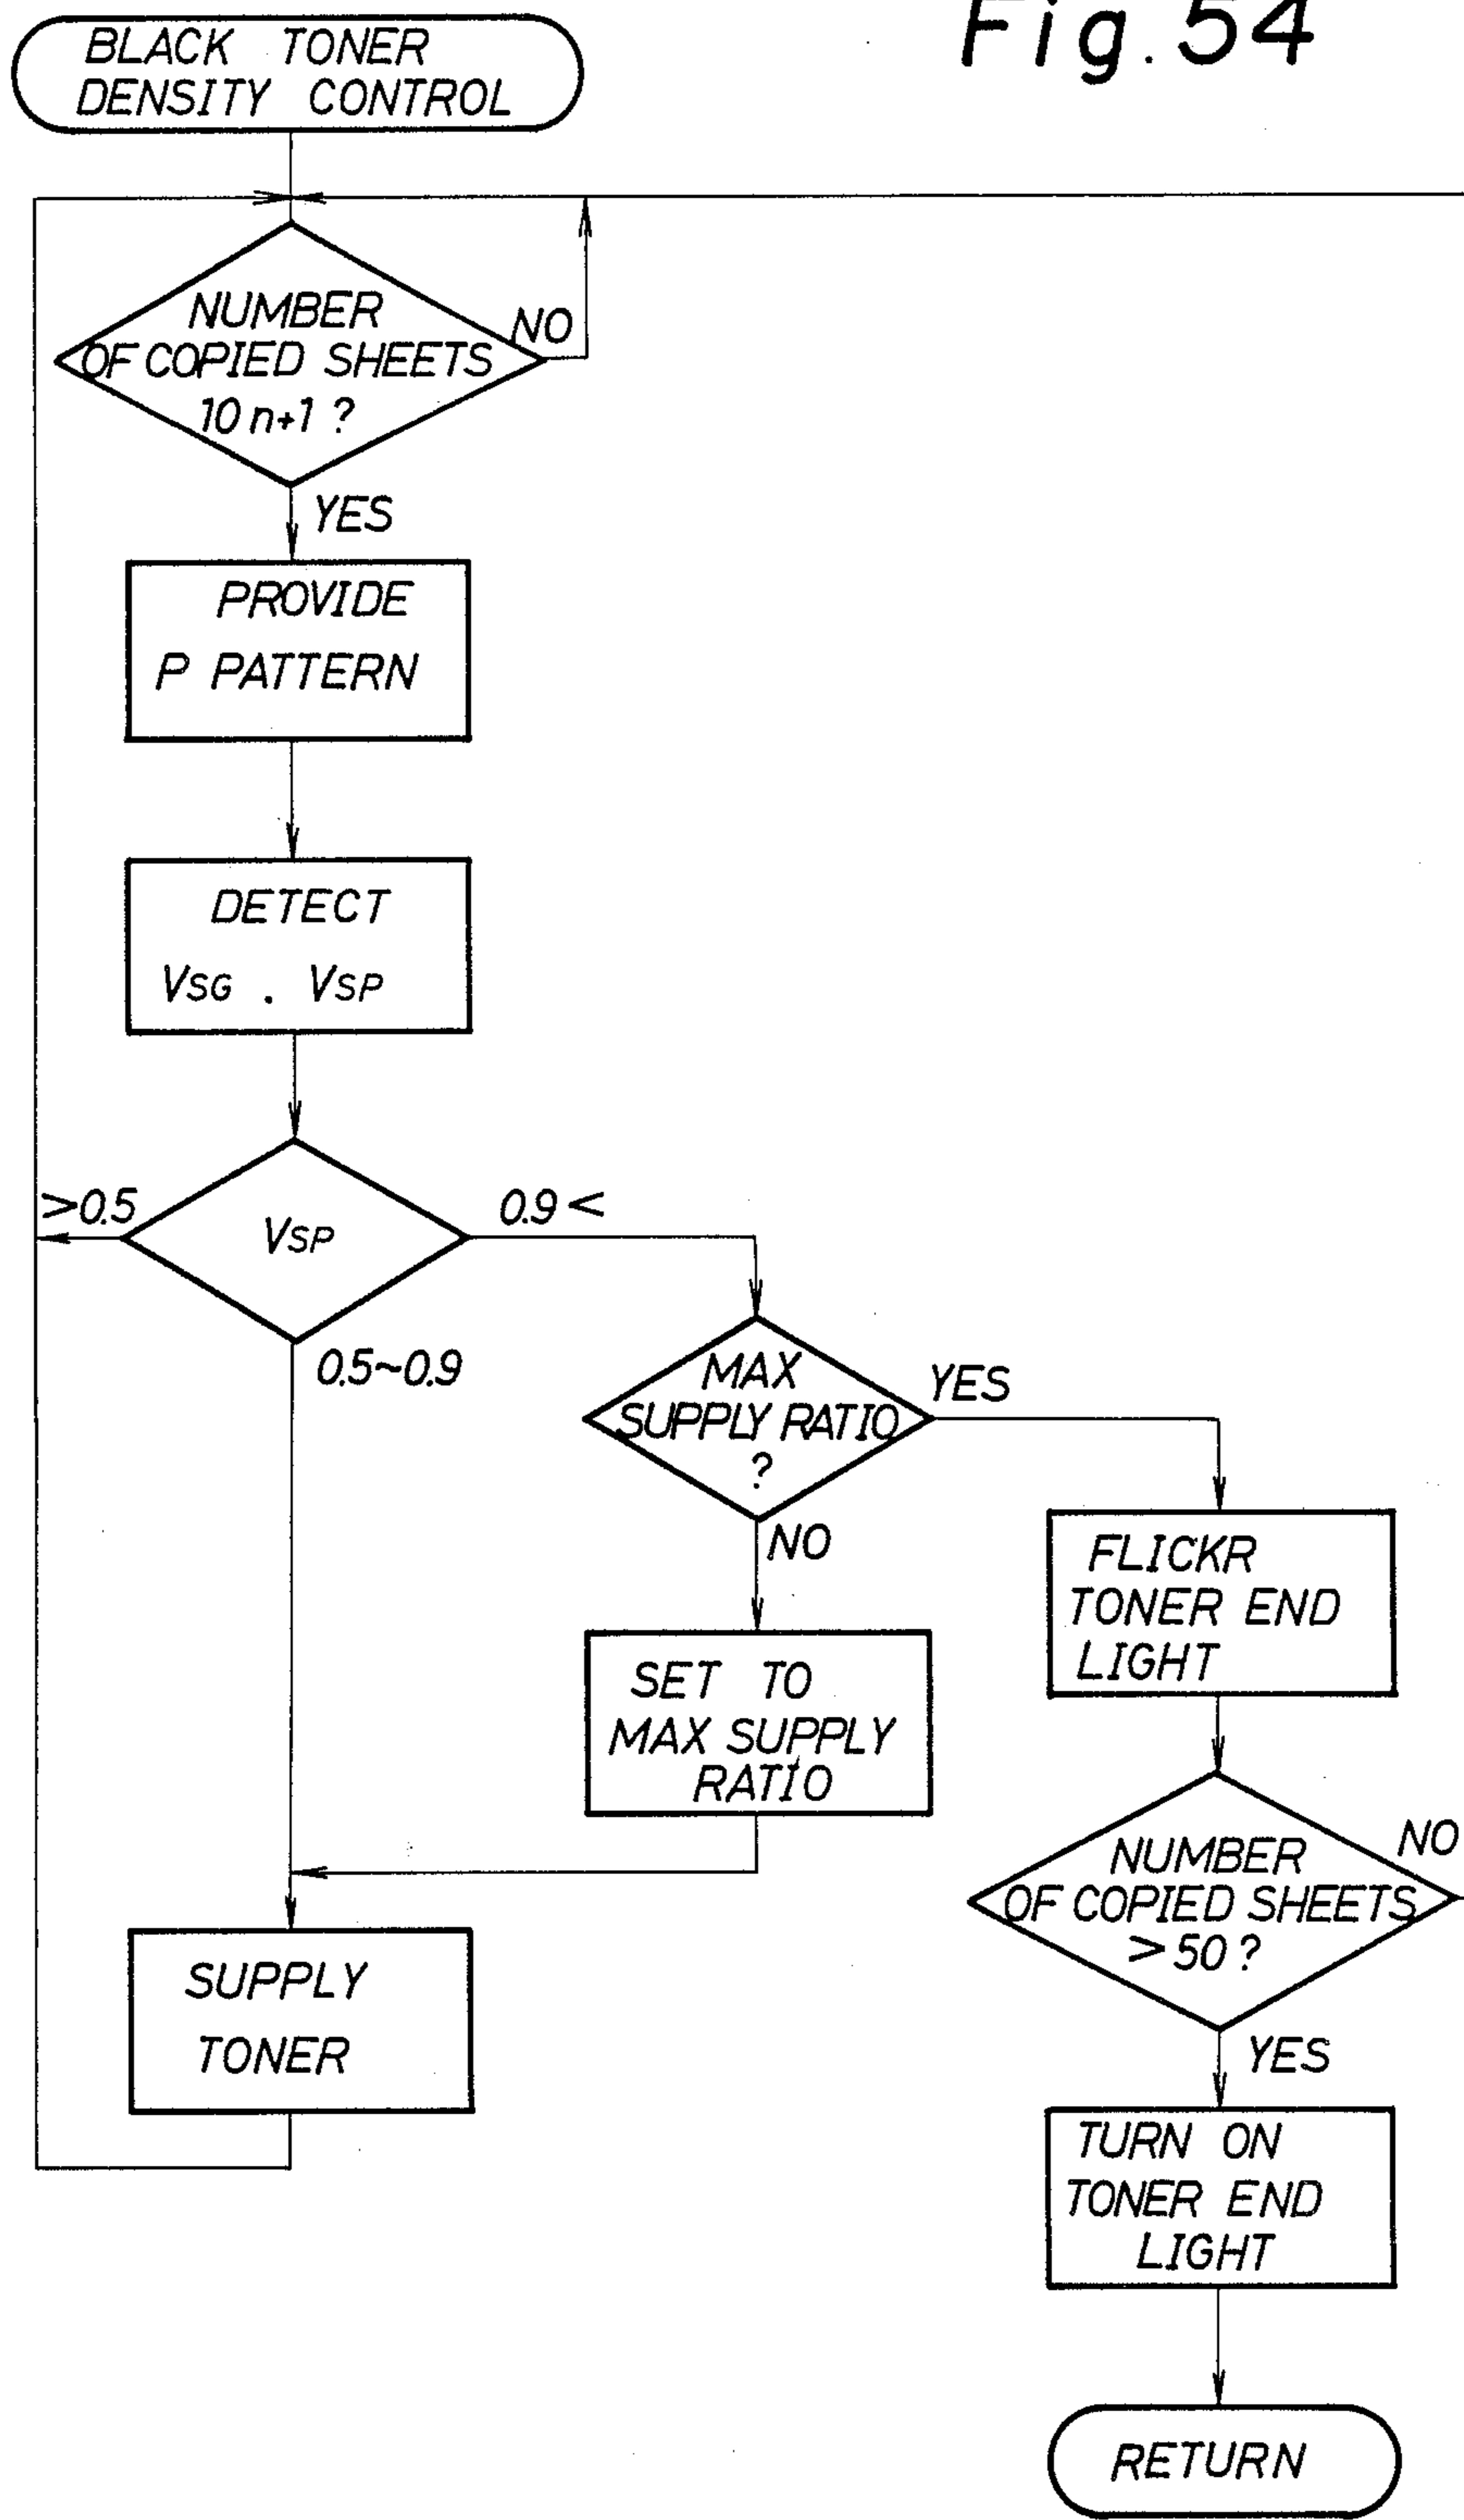 Fig. 54
BLACK TONER
DENSITY CONTROL
NUMBER
OF COPIED SHEETS
10n+1 ?
NO
YES
PROVIDE
P PATTERN
DETECT
VSG . VSP
>0.5
VSP
0.9<
0.5~0.9
MAX
SUPPLY RATIO
?
YES
NO
FLICKR
TONER END
LIGHT
SET TO
MAX SUPPLY
RATIO
NUMBER
OF COPIED SHEETS
>50?
NO
SUPPLY
TONER
YES
TURN ON
TONER END
LIGHT
RETURN